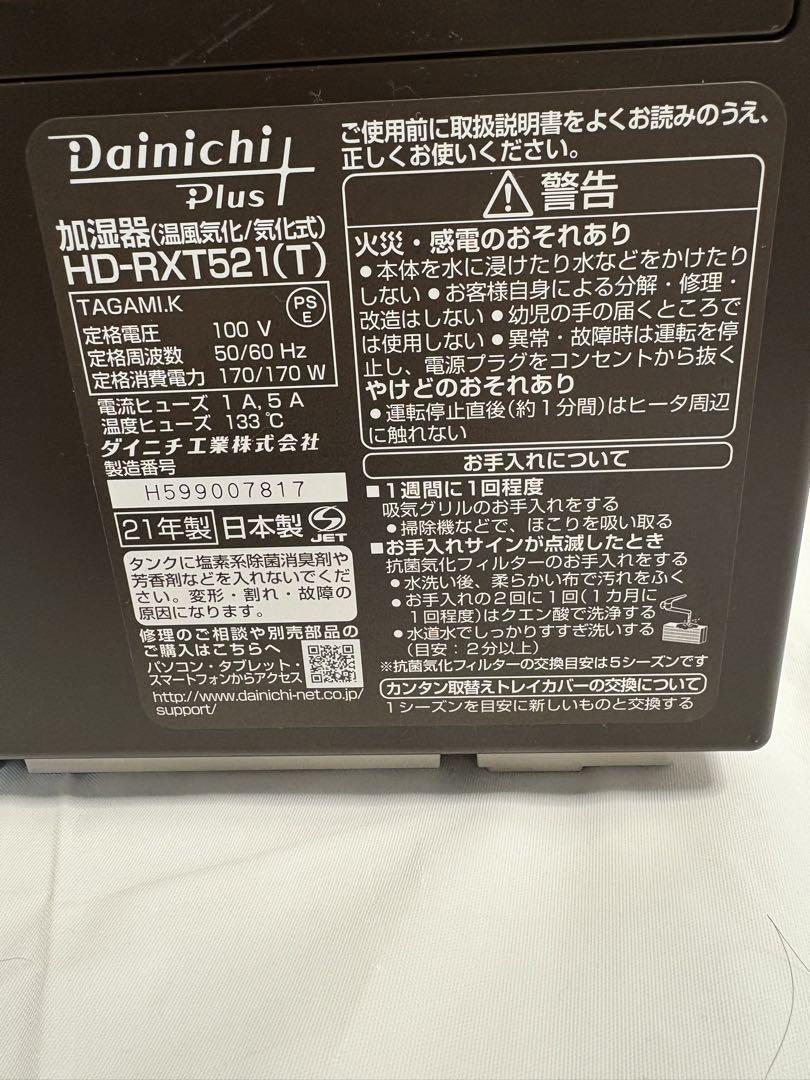 Dainichi
Plus
加湿器(温風気化/気化式)
HD-RXT521(T)
TAGAMI.K
PS
E
定格電圧 100 V
定格周波数 50/60 Hz
定格消費電力 170/170 W
電流ヒューズ 1 A, 5 A
温度ヒューズ 133 ℃
ダイニチ工業株式会社
製造番号
H599007817
21年製 日本製
JET
タンクに塩素系除菌消臭剤や
芳香剤などを入れないでくだ
さい。変形・割れ・故障の
原因になります。
修理のご相談や別売部品の
ご購入はこちらへ
パソコン・タブレット・
スマートフォンからアクセス
http://www.dainichi-net.co.jp/
support/
ご使用前に取扱説明書をよくお読みのうえ、
正しくお使いください。
警告
火災・感電のおそれあり
●本体を水に浸けたり水などをかけたり
しない ●お客様自身による分解・修理・
改造はしない ●幼児の手の届くところで
は使用しない ●異常・故障時は運転を停
止し、電源プラグをコンセントから抜く
やけどのおそれあり
●運転停止直後(約1分間)はヒータ周辺
に触れない
お手入れについて
■1週間に1回程度
吸気グリルのお手入れをする
●掃除機などで、ほこりを吸い取る
■お手入れサインが点滅したとき
抗菌気化フィルターのお手入れをする
●水洗い後、柔らかい布で汚れをふく
●お手入れの2回に1回(1カ月に
1回程度)はクエン酸で洗浄する
●水道水でしっかりすすぎ洗いする
(目安:2分以上)
※抗菌気化フィルターの交換目安は5シーズンです
カンタン取替えトレイカバーの交換について
1シーズンを目安に新しいものと交換する